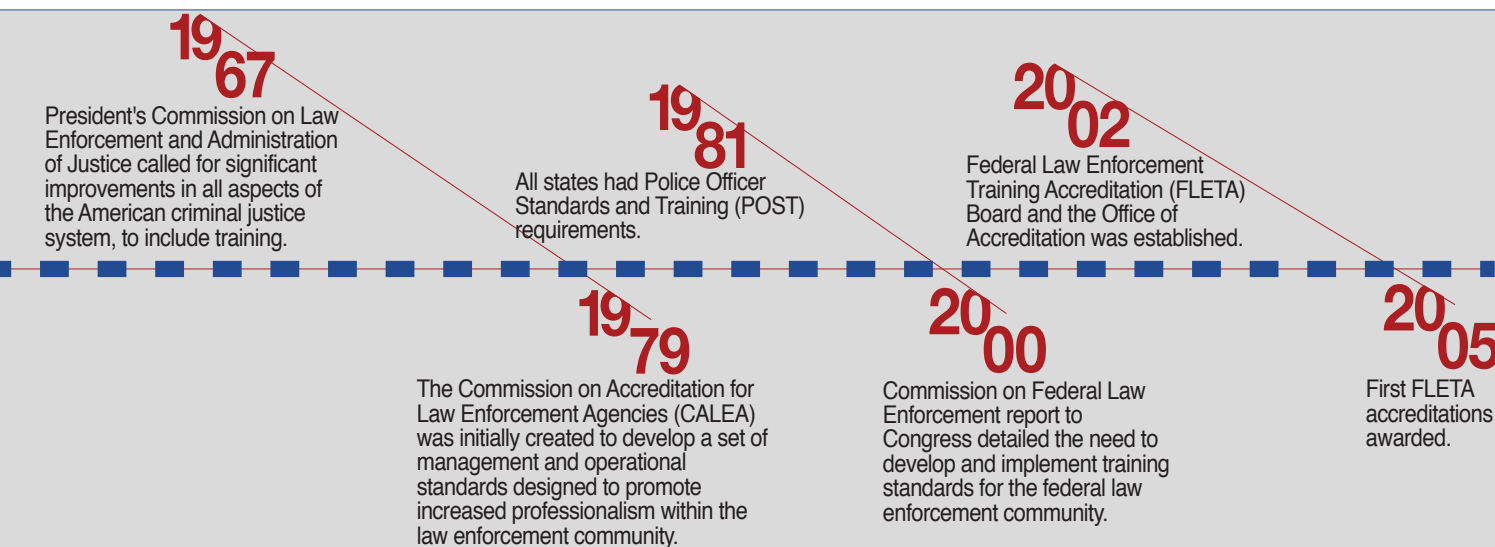 1967
President's Commission on Law
Enforcement and Administration
of Justice called for significant
improvements in all aspects of
the American criminal justice
system, to include training.
1979
The Commission on Accreditation for
Law Enforcement Agencies (CALEA)
was initially created to develop a set of
management and operational
standards designed to promote
increased professionalism within the
law enforcement community.
1981
All states had Police Officer
Standards and Training (POST)
requirements.
2000
Commission on Federal Law
Enforcement report to
Congress detailed the need to
develop and implement training
standards for the federal law
enforcement community.
2002
Federal Law Enforcement
Training Accreditation (FLETA)
Board and the Office of
Accreditation was established.
2005
First FLETA
accreditations
awarded.